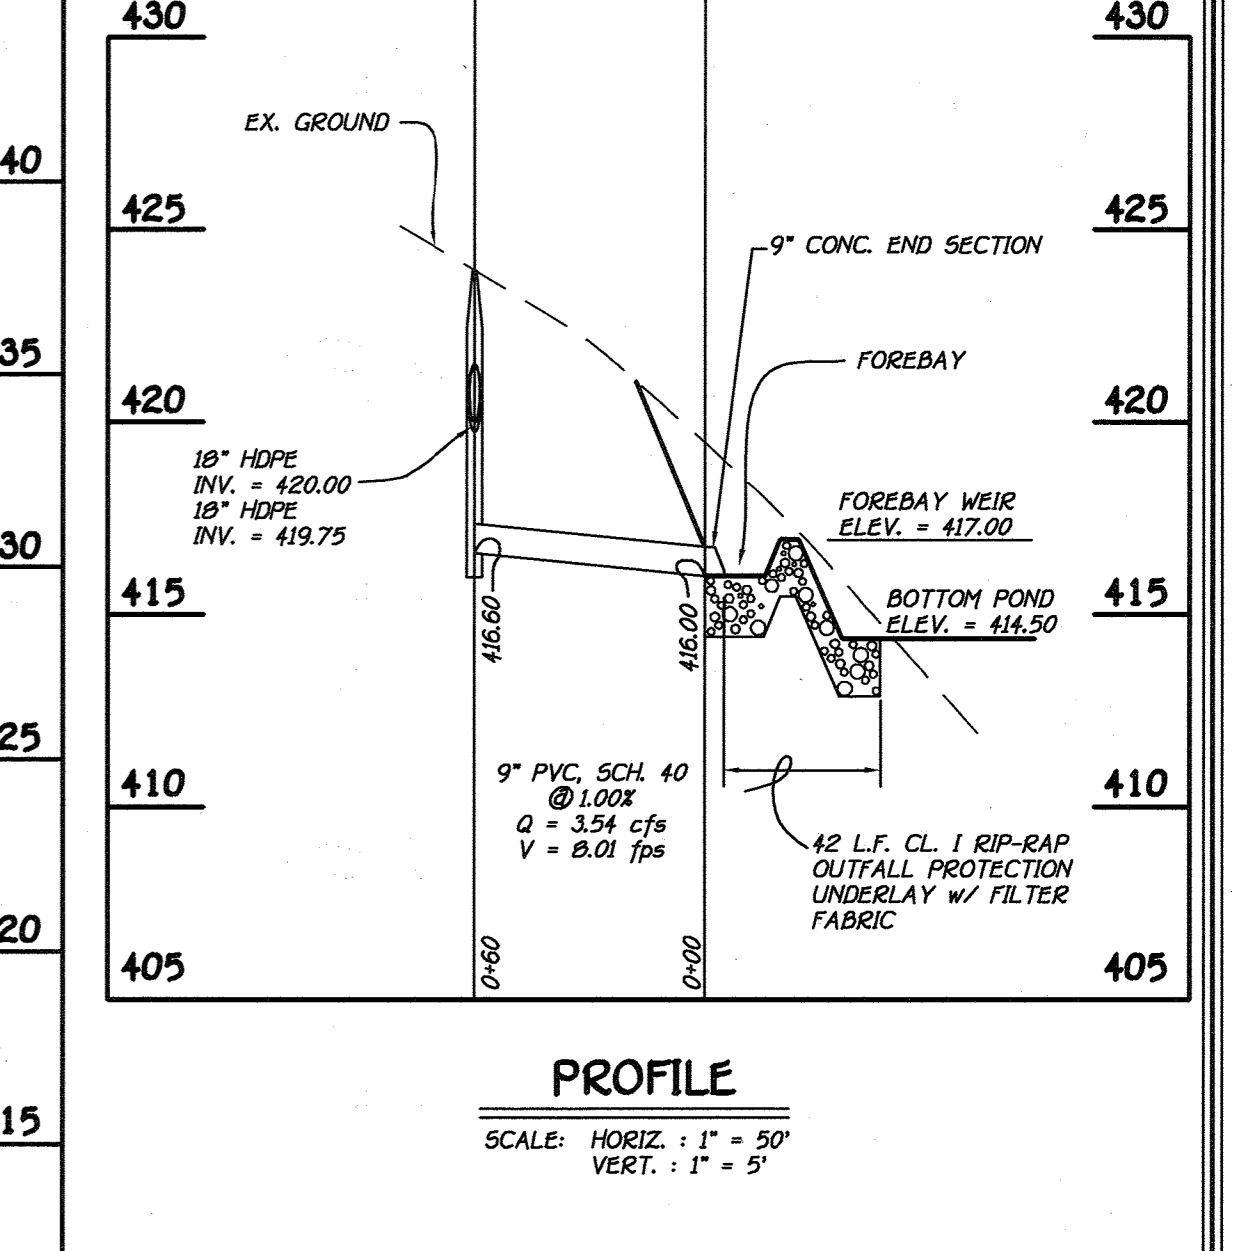 430
430
EX. GROUND
40
425
425
9" CONC. END SECTION
35
FOREBAY
420
420
18" HDPE
INV. = 420.00
18" HDPE
INV. = 419.75
FOREBAY WEIR
ELEV. = 417.00
30
415
415
BOTTOM POND
ELEV. = 414.50
416.60
416.00
25
410
410
9" PVC, SCH. 40
@ 1.00%
Q = 3.54 cfs
V = 8.01 fps
42 L.F. CL. I RIP-RAP
OUTFALL PROTECTION
UNDERLAY w/ FILTER
FABRIC
20
405
0+60
0+00
405
PROFILE
SCALE: HORIZ. : 1" = 50'
VERT. : 1" = 5'
15